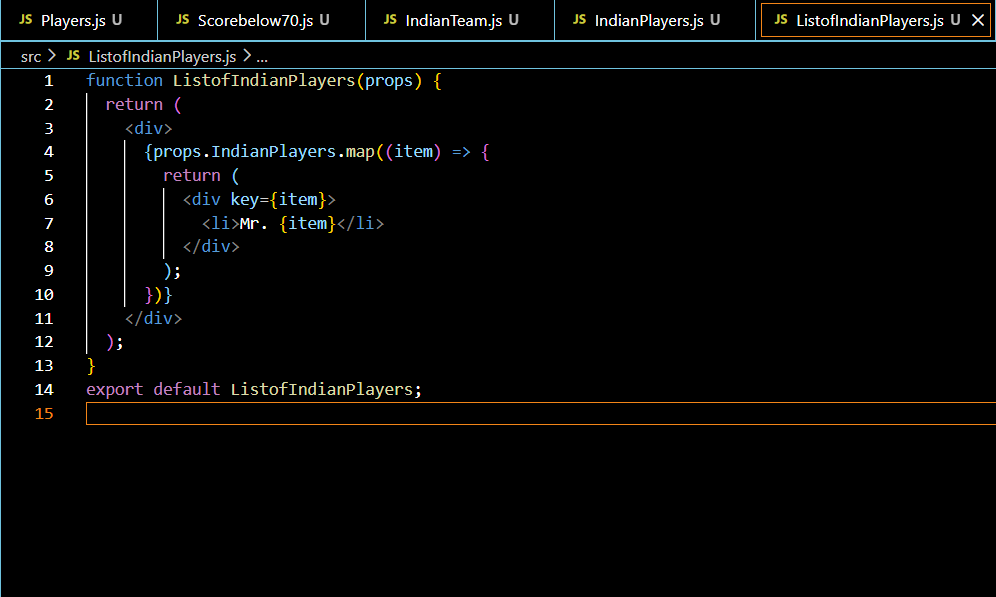 JS Players.js U JS Scorebelow70.js U JS IndianTeam.js U JS IndianPlayers.js U JS ListofIndianPlayers.js U ×
src > JS ListofIndianPlayers.js > ...
1 function ListofIndianPlayers(props) {
2   return (
3     <div>
4       {props.IndianPlayers.map((item) => {
5         return (
6           <div key={item}>
7             <li>Mr. {item}</li>
8           </div>
9         );
10       })}
11     </div>
12   );
13 }
14 export default ListofIndianPlayers;
15